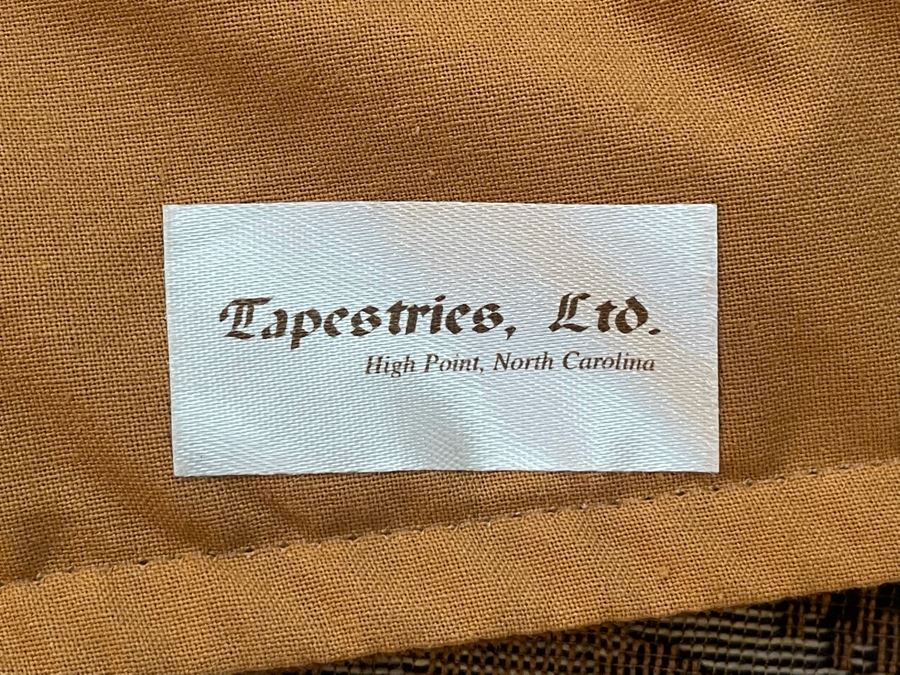 Tapestries, Ltd.
High Point, North Carolina